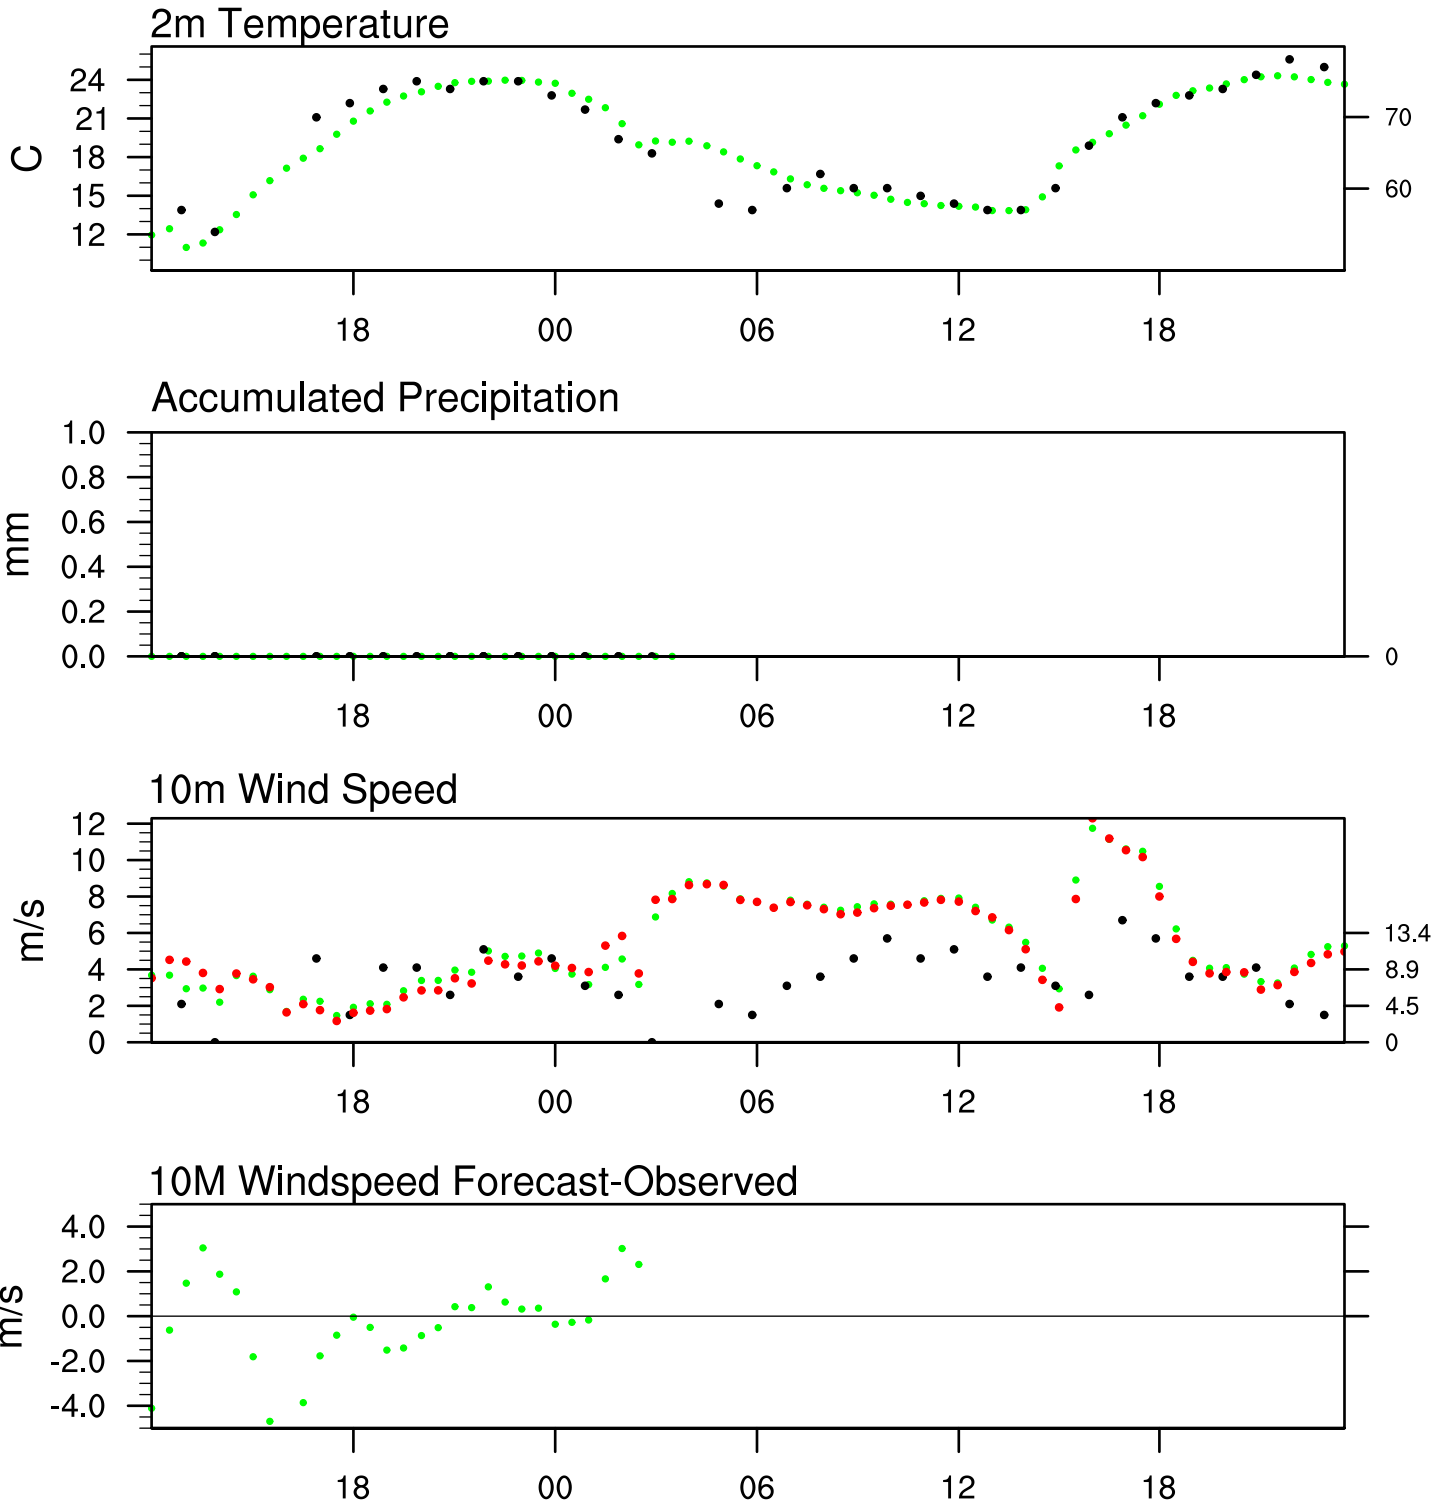 2m Temperature
C
24
21
18
15
12
70
60
18 00 06 12 18
Accumulated Precipitation
mm
1.0
0.8
0.6
0.4
0.2
0.0
0
18 00 06 12 18
10m Wind Speed
m/s
12
10
8
6
4
2
0
13.4
8.9
4.5
0
18 00 06 12 18
10M Windspeed Forecast-Observed
m/s
4.0
2.0
0.0
-2.0
-4.0
18 00 06 12 18